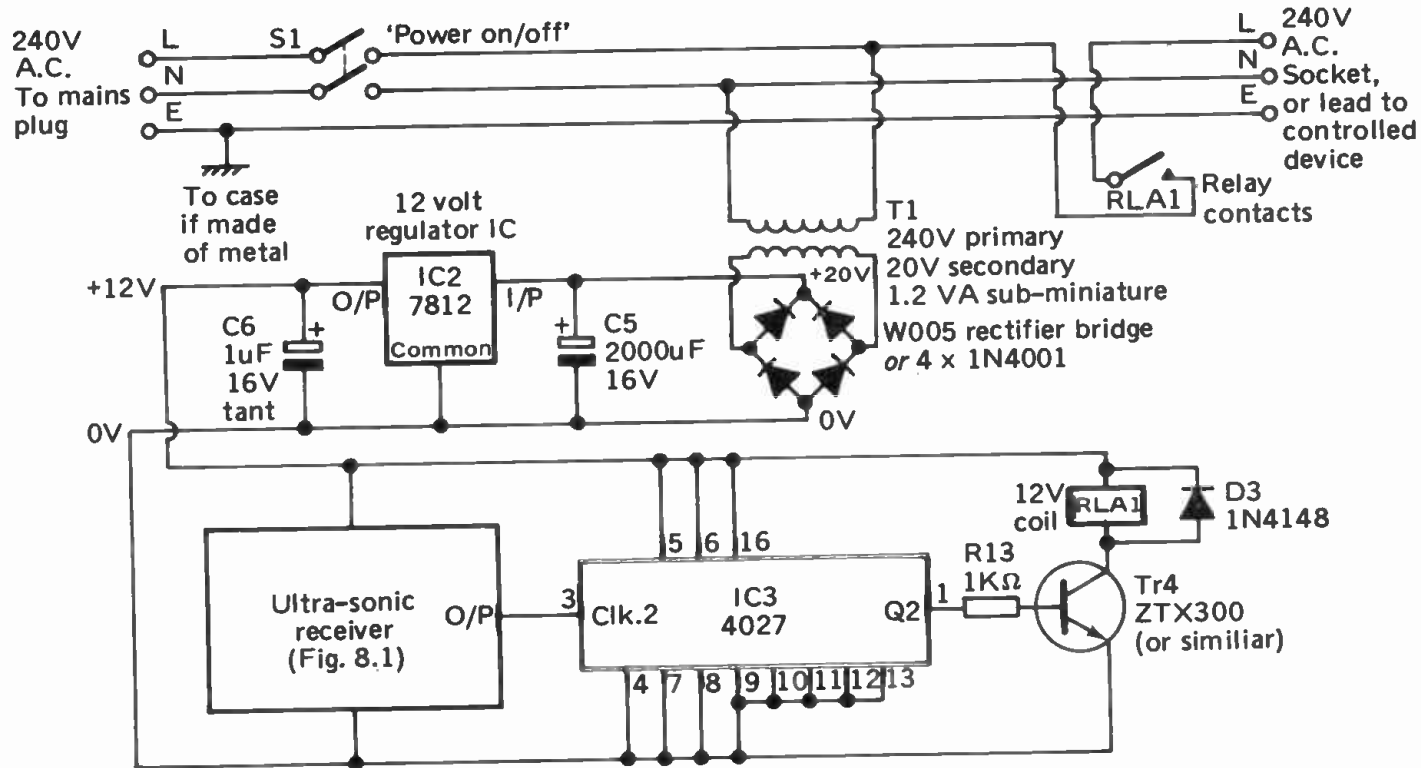 240V
A.C.
To mains
plug
L
N
E
S1
'Power on/off'
L
N
E
240V
A.C.
Socket,
or lead to
controlled
device
To case
if made
of metal
RLA1
Relay
contacts
12 volt
regulator IC
T1
240V primary
20V secondary
1.2 VA sub-miniature
W005 rectifier bridge
or 4 x 1N4001
+12V
O/P
IC2
7812
Common
I/P
+20V
C6
1uF
16V
tant
+
+
C5
2000uF
16V
0V
0V
12V
coil
RLA1
D3
1N4148
5 6 16
R13
1KΩ
Tr4
ZTX300
(or similiar)
Ultra-sonic
receiver
(Fig. 8.1)
O/P
3
Clk.2
IC3
4027
Q2
1
4 7 8 9 10 11 12 13